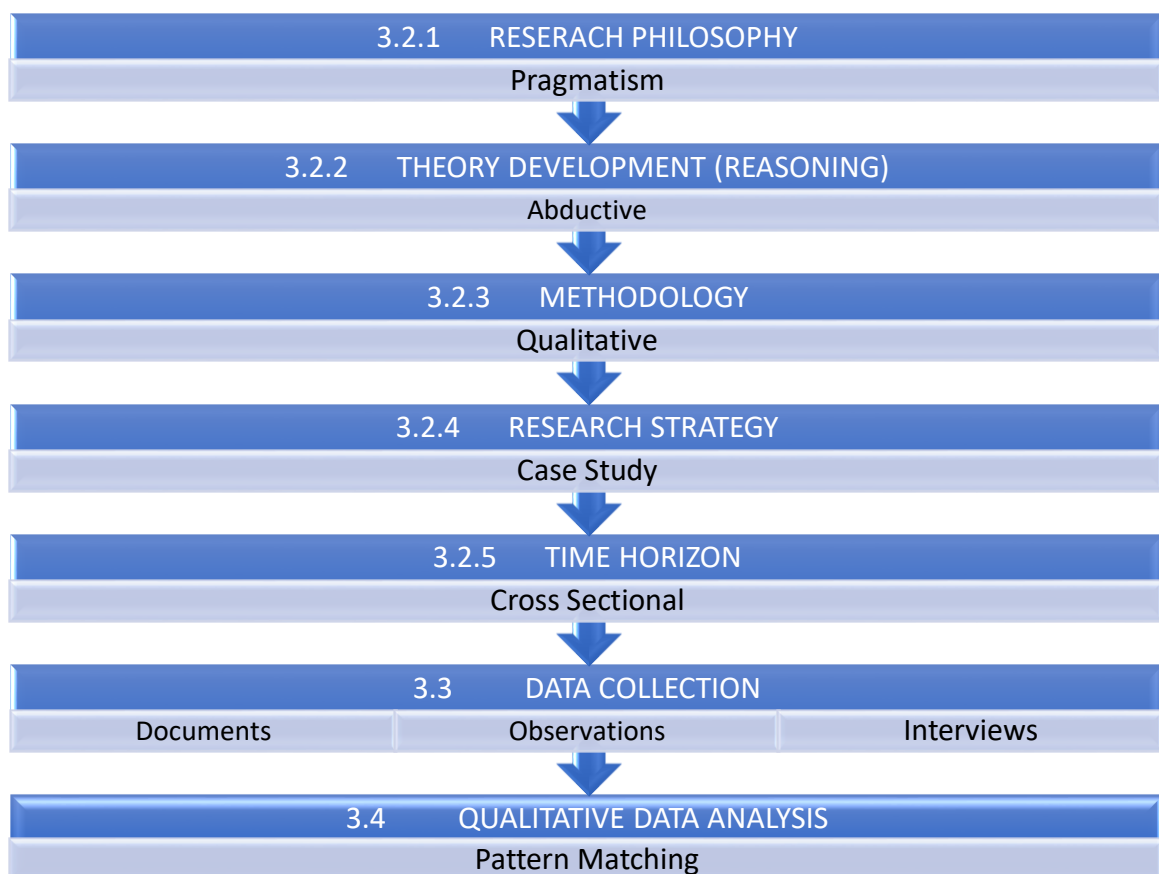 3.2.1 RESERACH PHILOSOPHY
Pragmatism
3.2.2 THEORY DEVELOPMENT (REASONING)
Abductive
3.2.3 METHODOLOGY
Qualitative
3.2.4 RESEARCH STRATEGY
Case Study
3.2.5 TIME HORIZON
Cross Sectional
3.3 DATA COLLECTION
Documents Observations Interviews
3.4 QUALITATIVE DATA ANALYSIS
Pattern Matching